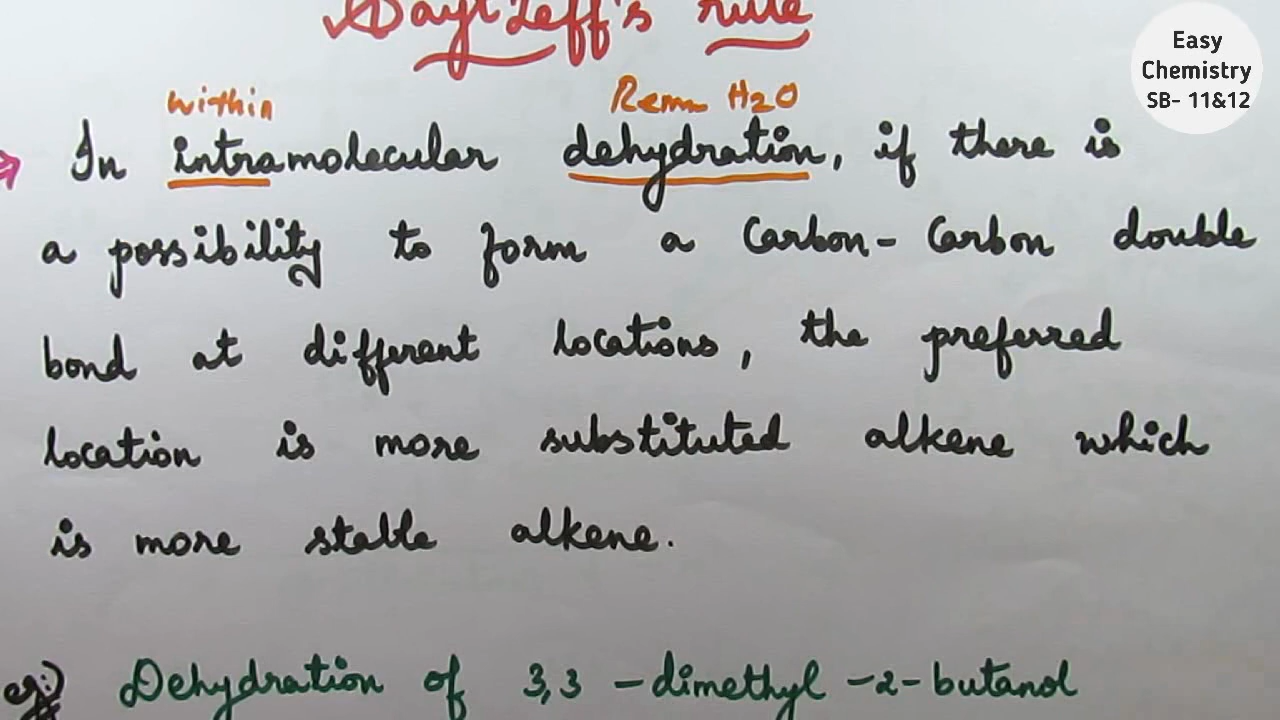 Saytzeff's rule
Easy
Chemistry
SB- 11&12
within
Rem H2O
In intramolecular dehydration, if there is
a possibility to form a Carbon- Carbon double
bond at different locations, the preferred
location is more substituted alkene which
is more stable alkene.
eg:) Dehydration of 3,3 -dimethyl -2- butanol